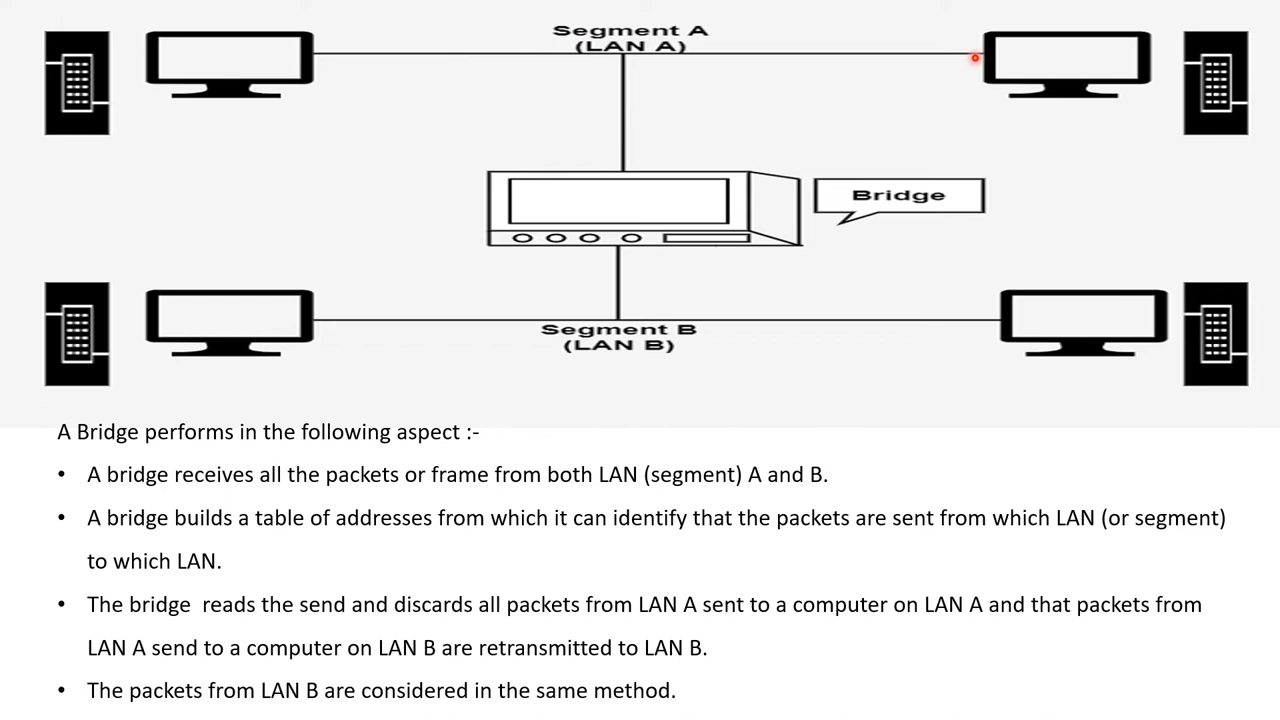 Segment A
(LAN A)
Bridge
Segment B
(LAN B)
A Bridge performs in the following aspect :-
• A bridge receives all the packets or frame from both LAN (segment) A and B.
• A bridge builds a table of addresses from which it can identify that the packets are sent from which LAN (or segment)
to which LAN.
• The bridge  reads the send and discards all packets from LAN A sent to a computer on LAN A and that packets from
LAN A send to a computer on LAN B are retransmitted to LAN B.
• The packets from LAN B are considered in the same method.